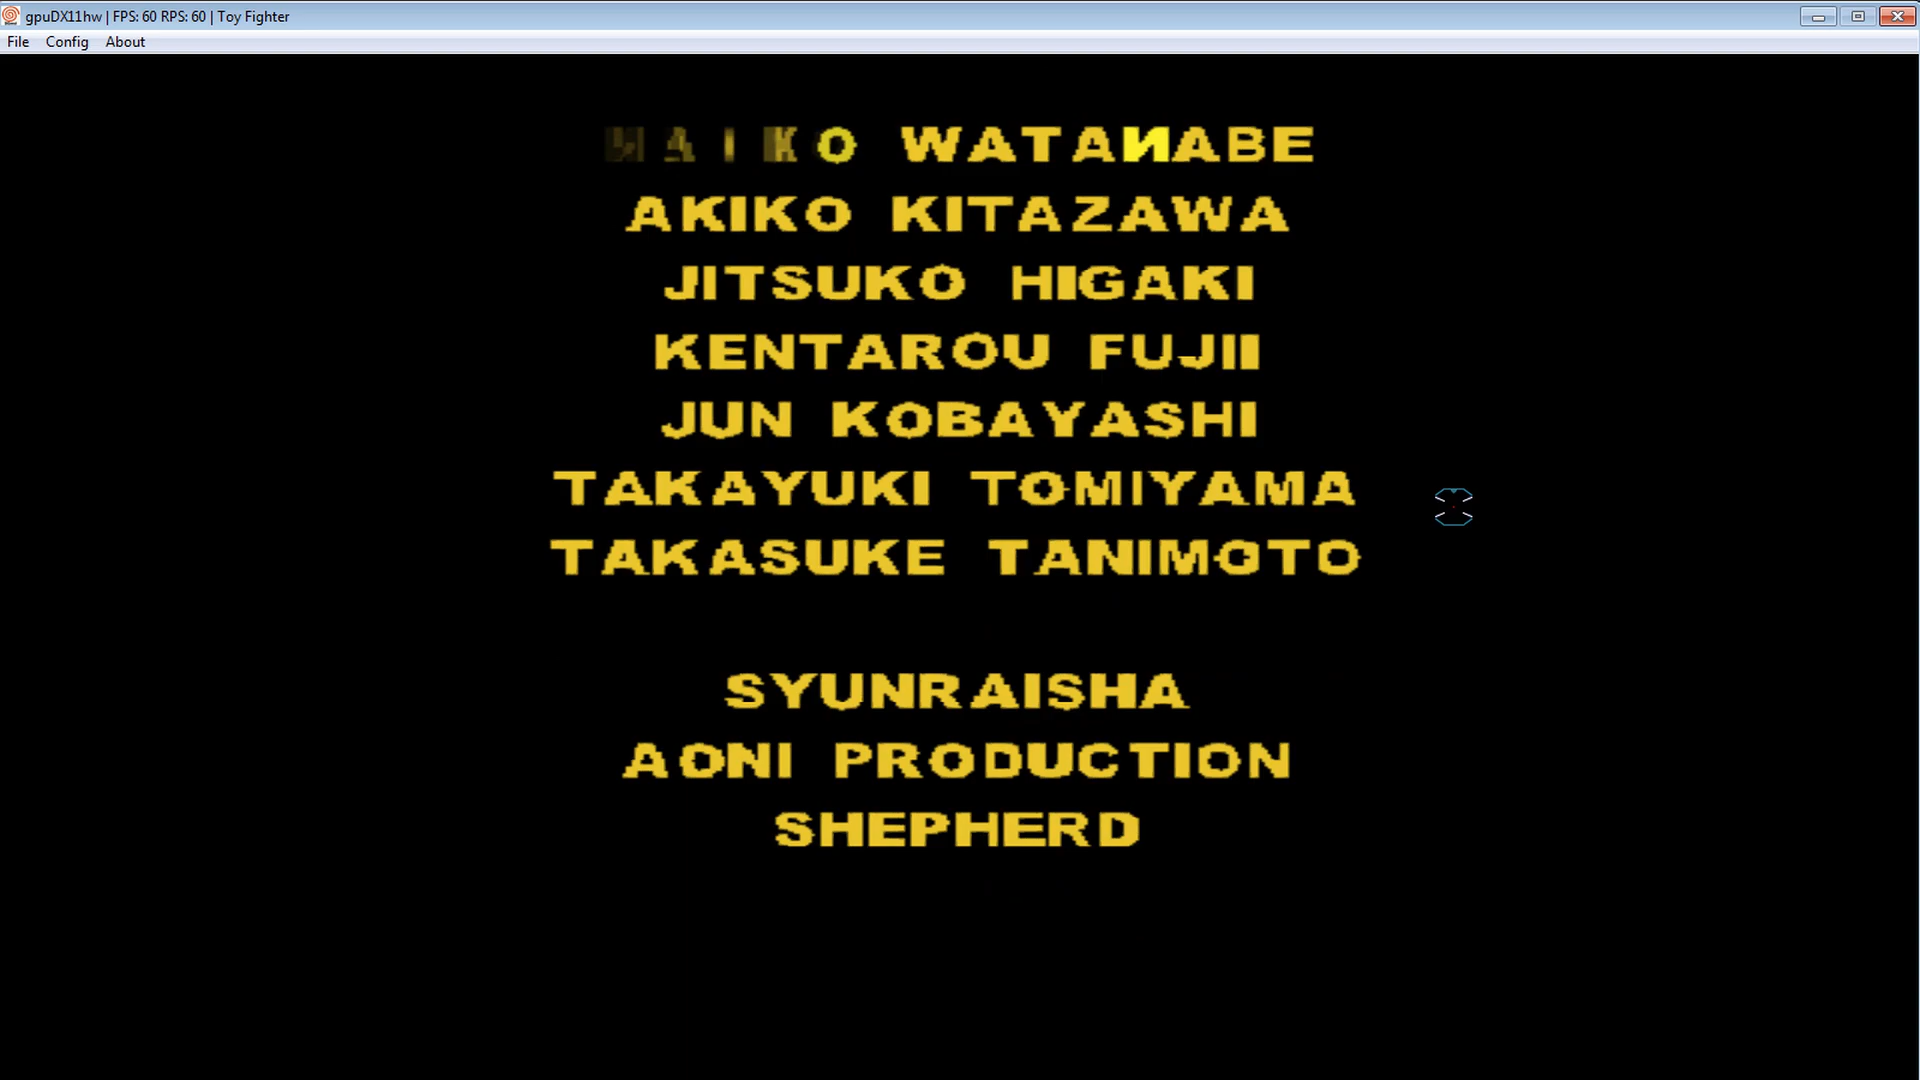 gpuDX11hw | FPS: 60 RPS: 60 | Toy Fighter
File Config About
MAIKO WATANABE
AKIKO KITAZAWA
JITSUKO HIGAKI
KENTAROU FUJII
JUN KOBAYASHI
TAKAYUKI TOMIYAMA
TAKASUKE TANIMOTO
SYUNRAISHA
AONI PRODUCTION
SHEPHERD